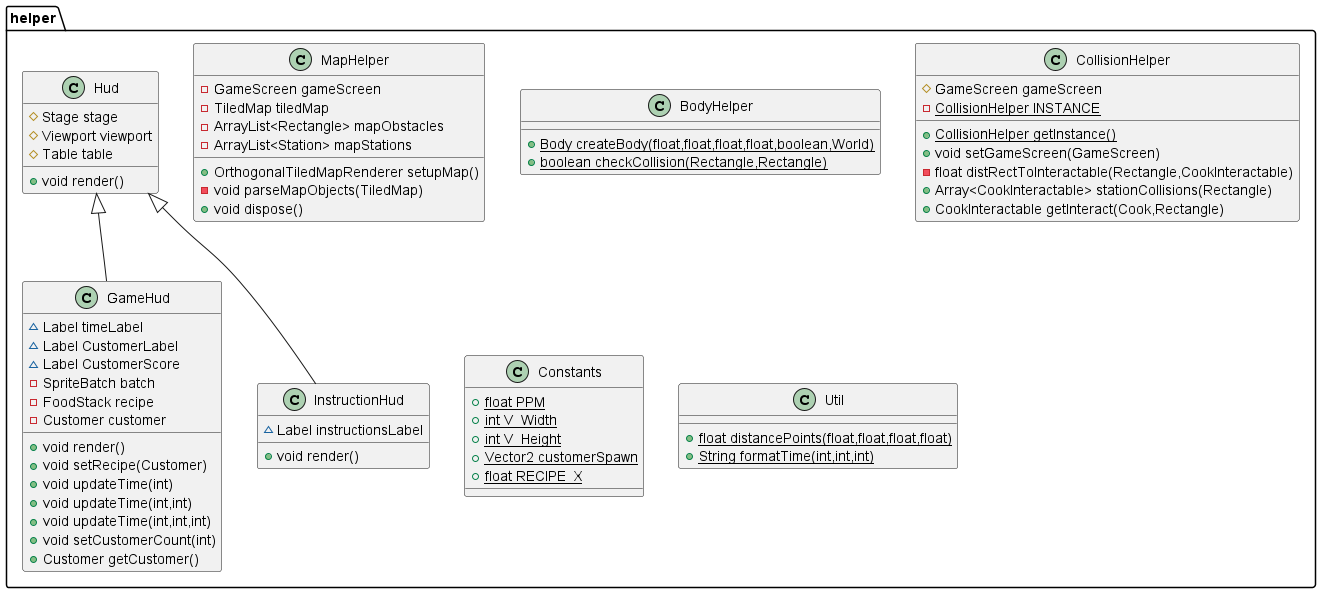 helper
C Hud
Stage stage
Viewport viewport
Table table
void render()
C MapHelper
GameScreen gameScreen
TiledMap tiledMap
ArrayList<Rectangle> mapObstacles
ArrayList<Station> mapStations
OrthogonalTiledMapRenderer setupMap()
void parseMapObjects(TiledMap)
void dispose()
C BodyHelper
Body createBody(float,float,float,float,boolean,World)
boolean checkCollision(Rectangle,Rectangle)
C CollisionHelper
GameScreen gameScreen
CollisionHelper INSTANCE
CollisionHelper getInstance()
void setGameScreen(GameScreen)
float distRectToInteractable(Rectangle,CookInteractable)
Array<CookInteractable> stationCollisions(Rectangle)
CookInteractable getInteract(Cook,Rectangle)
C GameHud
Label timeLabel
Label CustomerLabel
Label CustomerScore
SpriteBatch batch
FoodStack recipe
Customer customer
void render()
void setRecipe(Customer)
void updateTime(int)
void updateTime(int,int)
void updateTime(int,int,int)
void setCustomerCount(int)
Customer getCustomer()
C InstructionHud
Label instructionsLabel
void render()
C Constants
float PPM
int V_Width
int V_Height
Vector2 customerSpawn
float RECIPE_X
C Util
float distancePoints(float,float,float,float)
String formatTime(int,int,int)